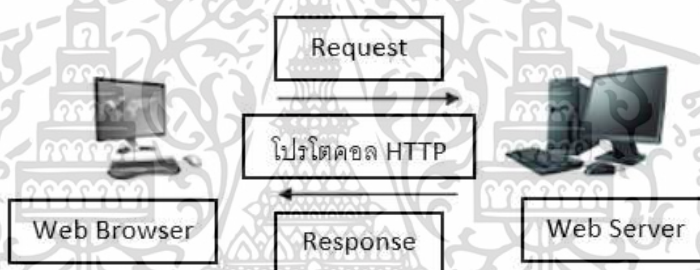 Request
โปรโตคอล HTTP
Web Browser
Response
Web Server